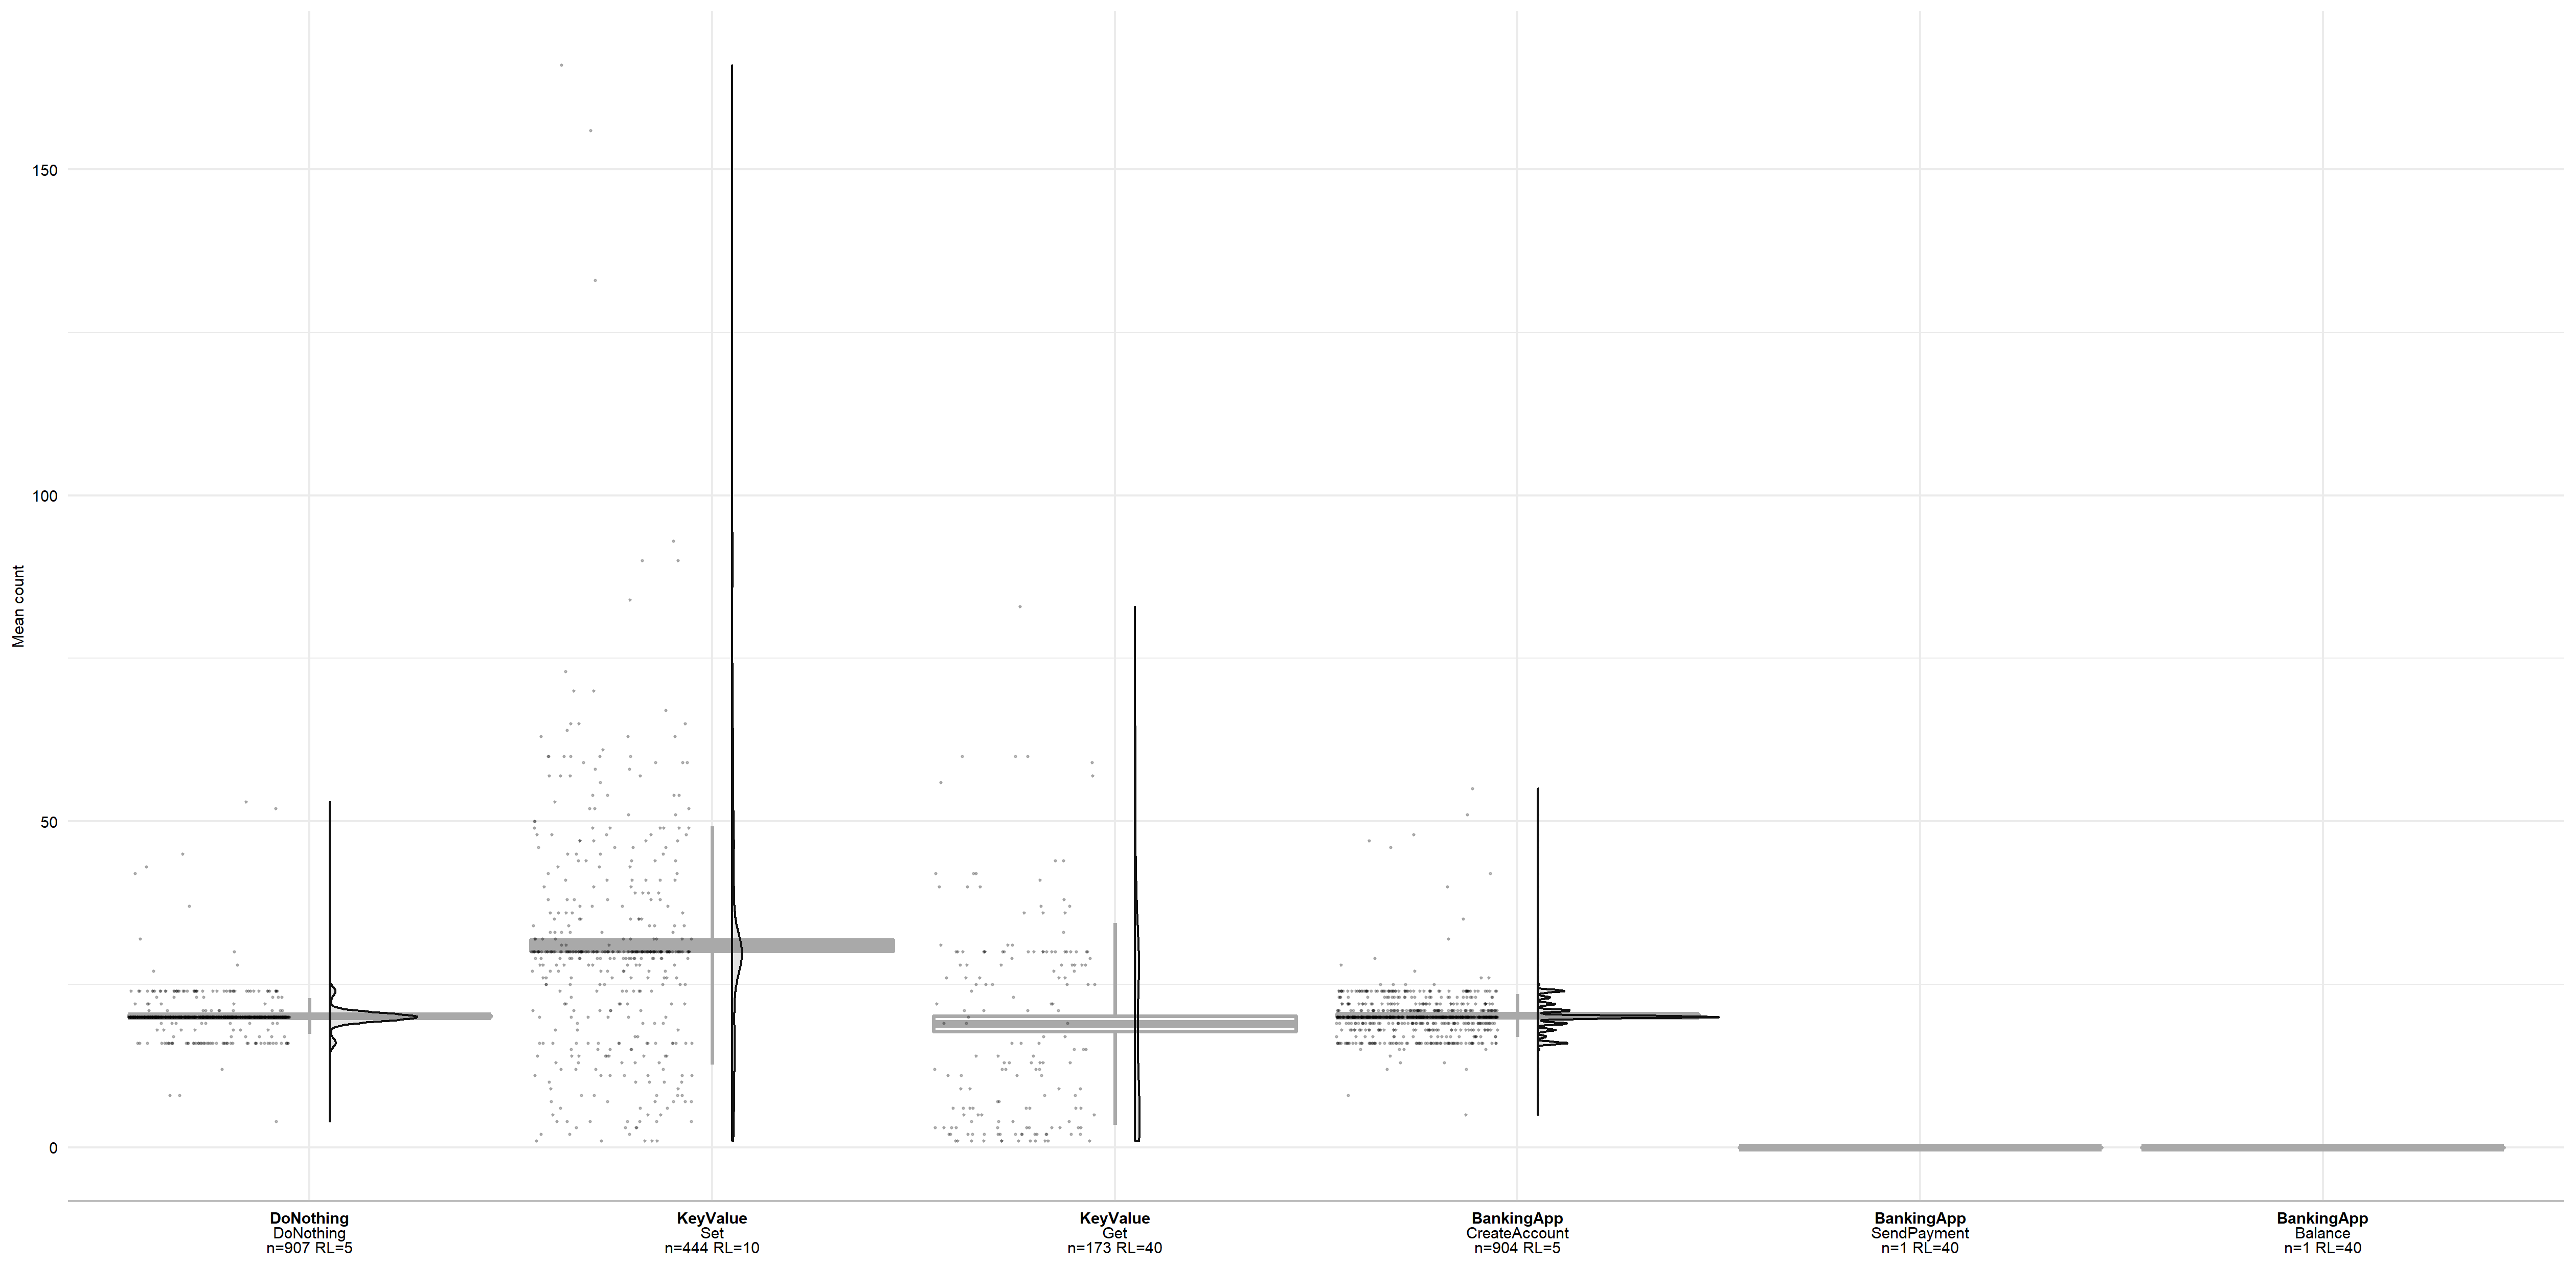 150
100
50
0
Mean count
DoNothing
DoNothing
n=907 RL=5
KeyValue
Set
n=444 RL=10
KeyValue
Get
n=173 RL=40
BankingApp
CreateAccount
n=904 RL=5
BankingApp
SendPayment
n=1 RL=40
BankingApp
Balance
n=1 RL=40